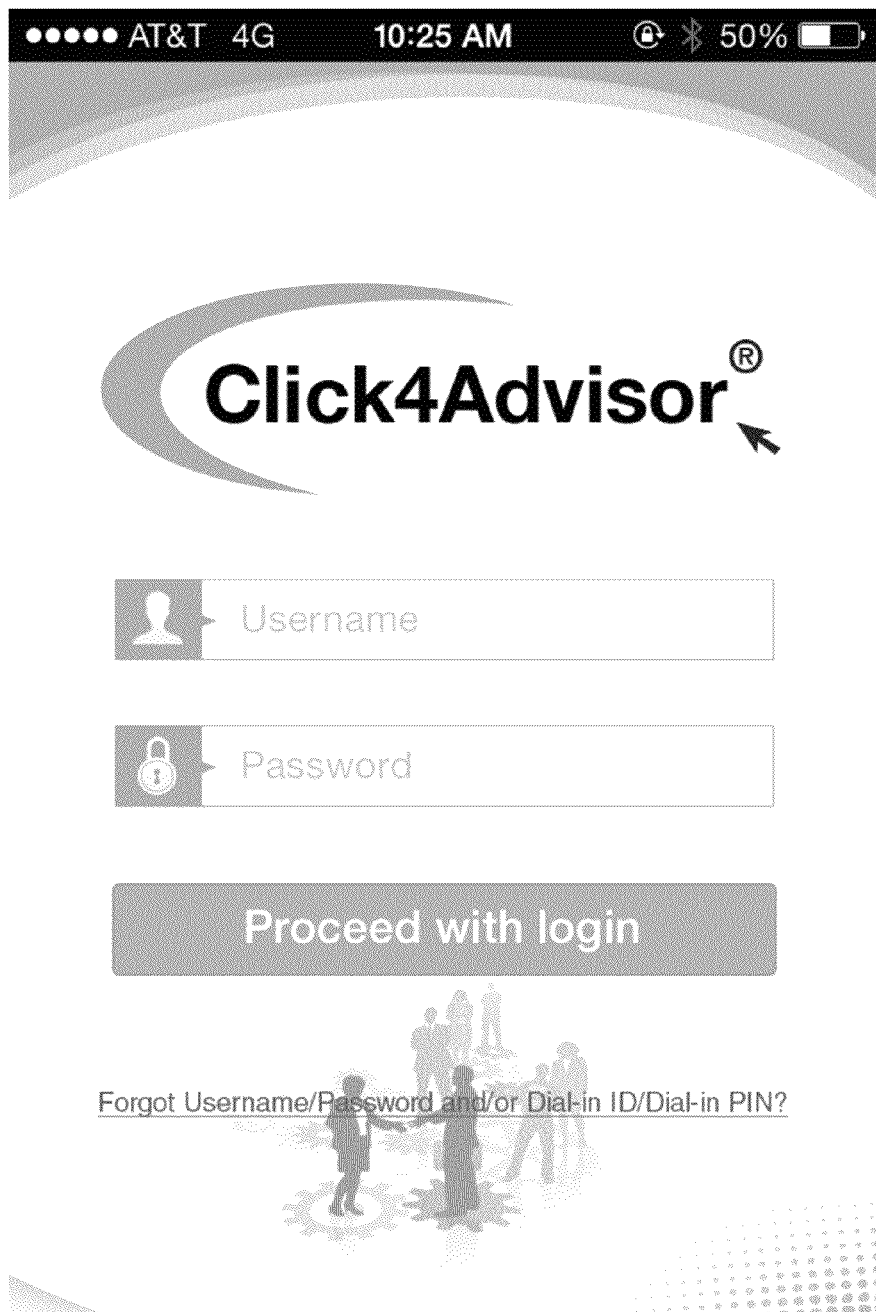 AT&T 4G 10:25 AM 50%
Click4Advisor®
Username
Password
Proceed with login
Forgot Username/Password and/or Dial-in ID/Dial-in PIN?